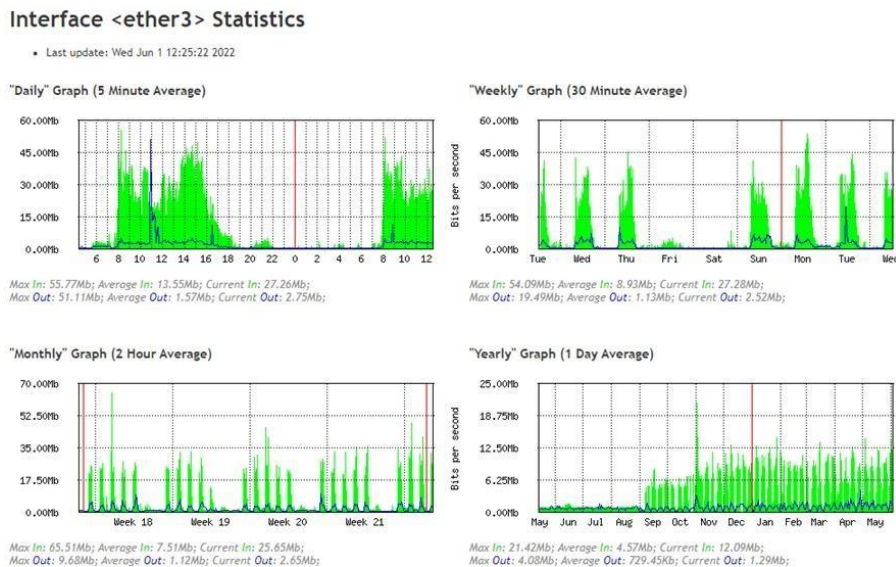 Interface <ether3> Statistics
• Last update: Wed Jun 1 12:25:22 2022
"Daily" Graph (5 Minute Average)
60.00Mb
45.00Mb
30.00Mb
15.00Mb
0.00Mb
6 8 10 12 14 16 18 20 22 0 2 4 6 8 10 12
Max In: 55.77Mb; Average In: 13.55Mb; Current In: 27.26Mb;
Max Out: 51.11Mb; Average Out: 1.57Mb; Current Out: 2.75Mb;
"Weekly" Graph (30 Minute Average)
Bits per second
60.00Mb
45.00Mb
30.00Mb
15.00Mb
0.00Mb
Tue Wed Thu Fri Sat Sun Mon Tue Wed
Max In: 54.09Mb; Average In: 8.93Mb; Current In: 27.28Mb;
Max Out: 19.49Mb; Average Out: 1.13Mb; Current Out: 2.52Mb;
"Monthly" Graph (2 Hour Average)
70.00Mb
52.50Mb
35.00Mb
17.50Mb
0.00Mb
Week 18 Week 19 Week 20 Week 21
Max In: 65.51Mb; Average In: 7.51Mb; Current In: 25.65Mb;
Max Out: 9.68Mb; Average Out: 1.12Mb; Current Out: 2.65Mb;
"Yearly" Graph (1 Day Average)
Bits per second
25.00Mb
18.75Mb
12.50Mb
6.25Mb
0.00Mb
May Jun Jul Aug Sep Oct Nov Dec Jan Feb Mar Apr May
Max In: 21.42Mb; Average In: 4.57Mb; Current In: 12.09Mb;
Max Out: 4.08Mb; Average Out: 729.45Kb; Current Out: 1.29Mb;